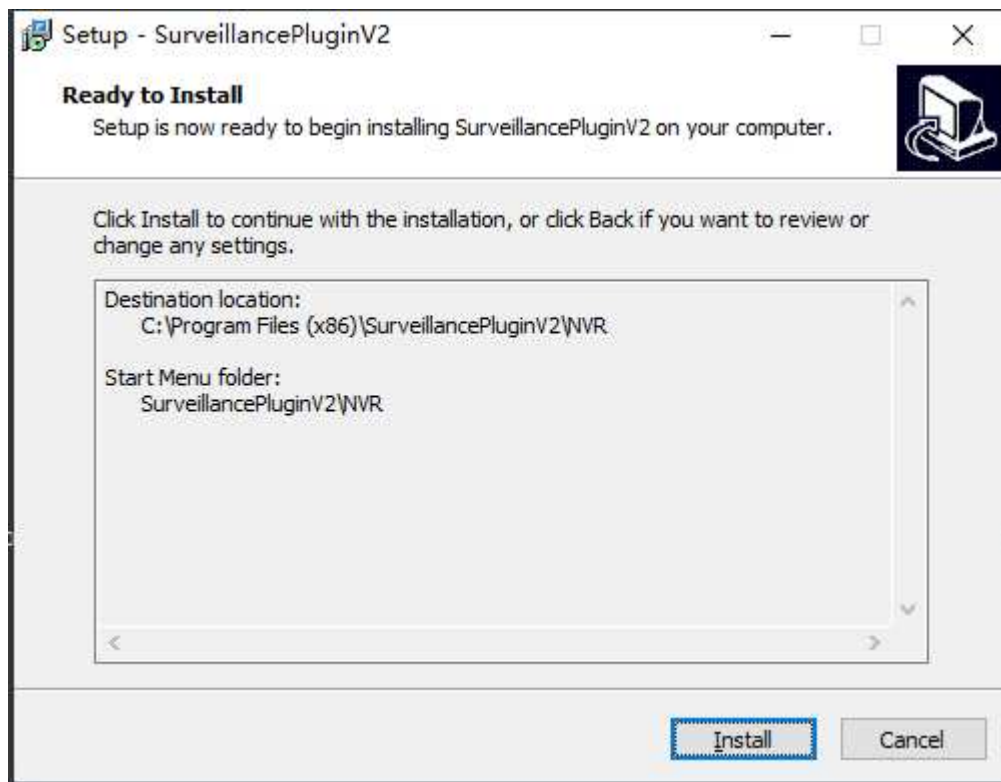 Setup - SurveillancePluginV2
Ready to Install
Setup is now ready to begin installing SurveillancePluginV2 on your computer.
Click Install to continue with the installation, or click Back if you want to review or
change any settings.
Destination location:
C:\Program Files (x86)\SurveillancePluginV2\NVR
Start Menu folder:
SurveillancePluginV2\NVR
Install
Cancel